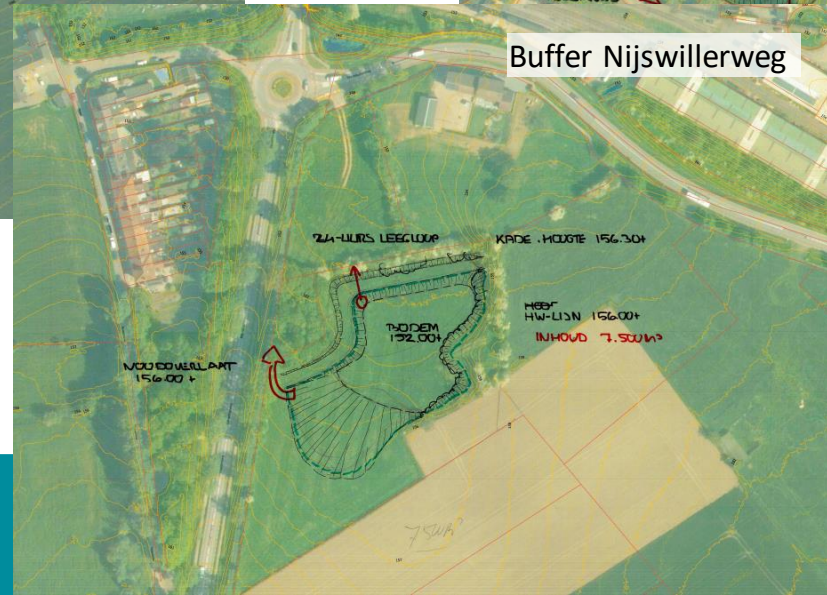 Buffer Nijswillerweg
24-UURS LEEGLOOP
KADE . HOOGTE 156.30+
HW-LIJN 156.00+
INHOUD 7.500m³
BODEM
152.00+
NOODOVERLAAT
156.00 +